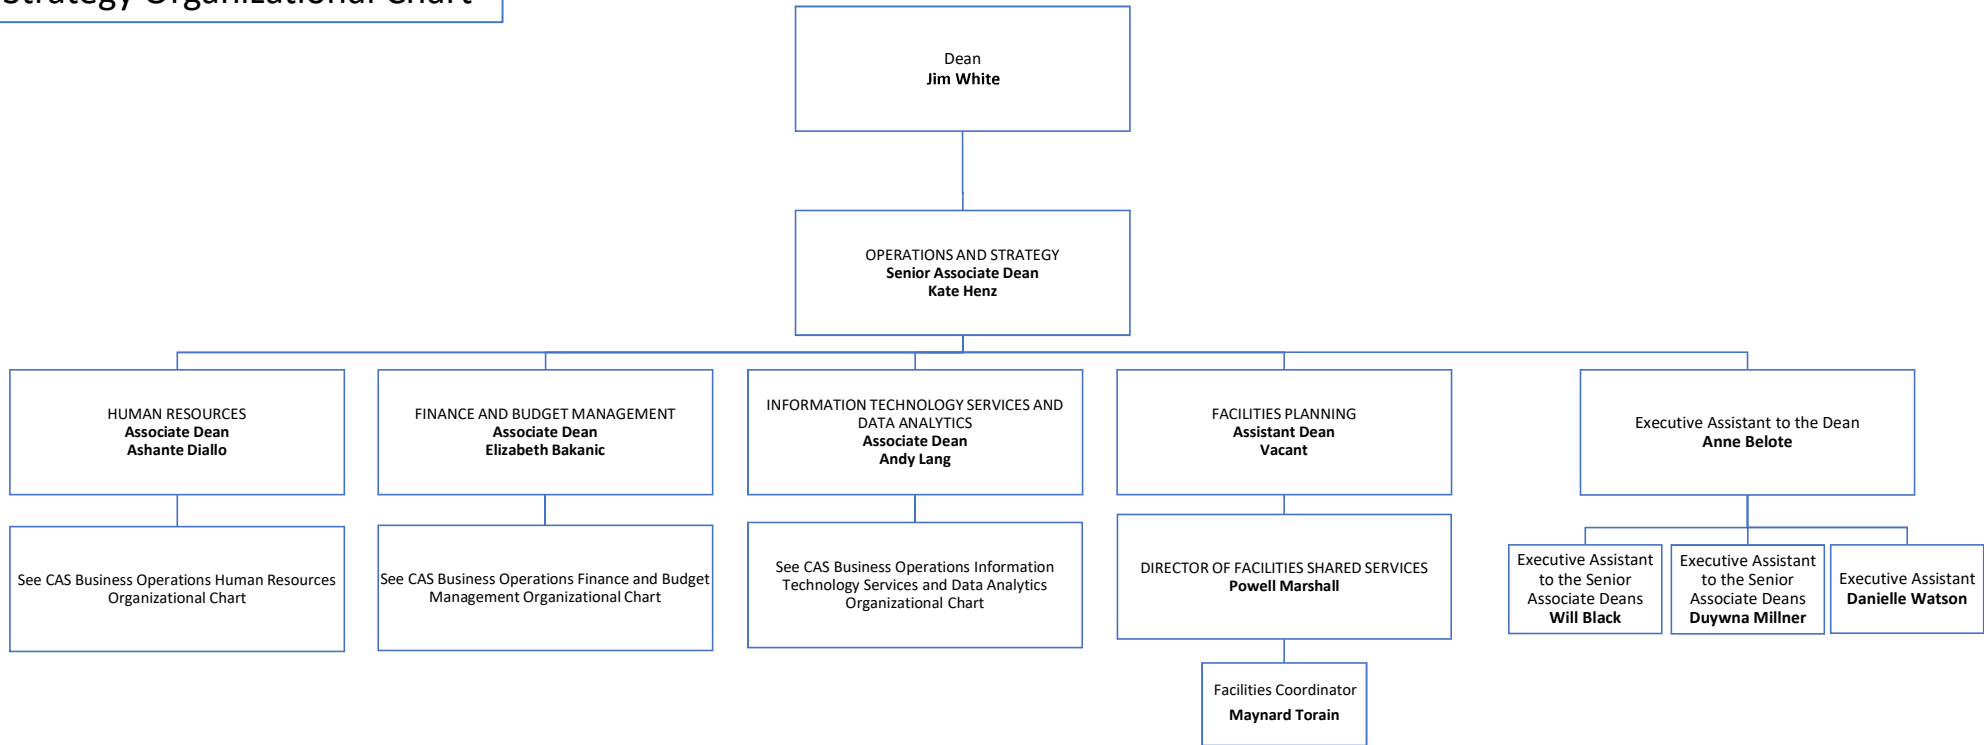 Strategy Organizational Chart
Dean
Jim White
OPERATIONS AND STRATEGY
Senior Associate Dean
Kate Henz
HUMAN RESOURCES
Associate Dean
Ashante Diallo
FINANCE AND BUDGET MANAGEMENT
Associate Dean
Elizabeth Bakanic
INFORMATION TECHNOLOGY SERVICES AND
DATA ANALYTICS
Associate Dean
Andy Lang
FACILITIES PLANNING
Assistant Dean
Vacant
Executive Assistant to the Dean
Anne Belote
See CAS Business Operations Human Resources
Organizational Chart
See CAS Business Operations Finance and Budget
Management Organizational Chart
See CAS Business Operations Information
Technology Services and Data Analytics
Organizational Chart
DIRECTOR OF FACILITIES SHARED SERVICES
Powell Marshall
Executive Assistant
to the Senior
Associate Deans
Will Black
Executive Assistant
to the Senior
Associate Deans
Duywna Millner
Executive Assistant
Danielle Watson
Facilities Coordinator
Maynard Torain